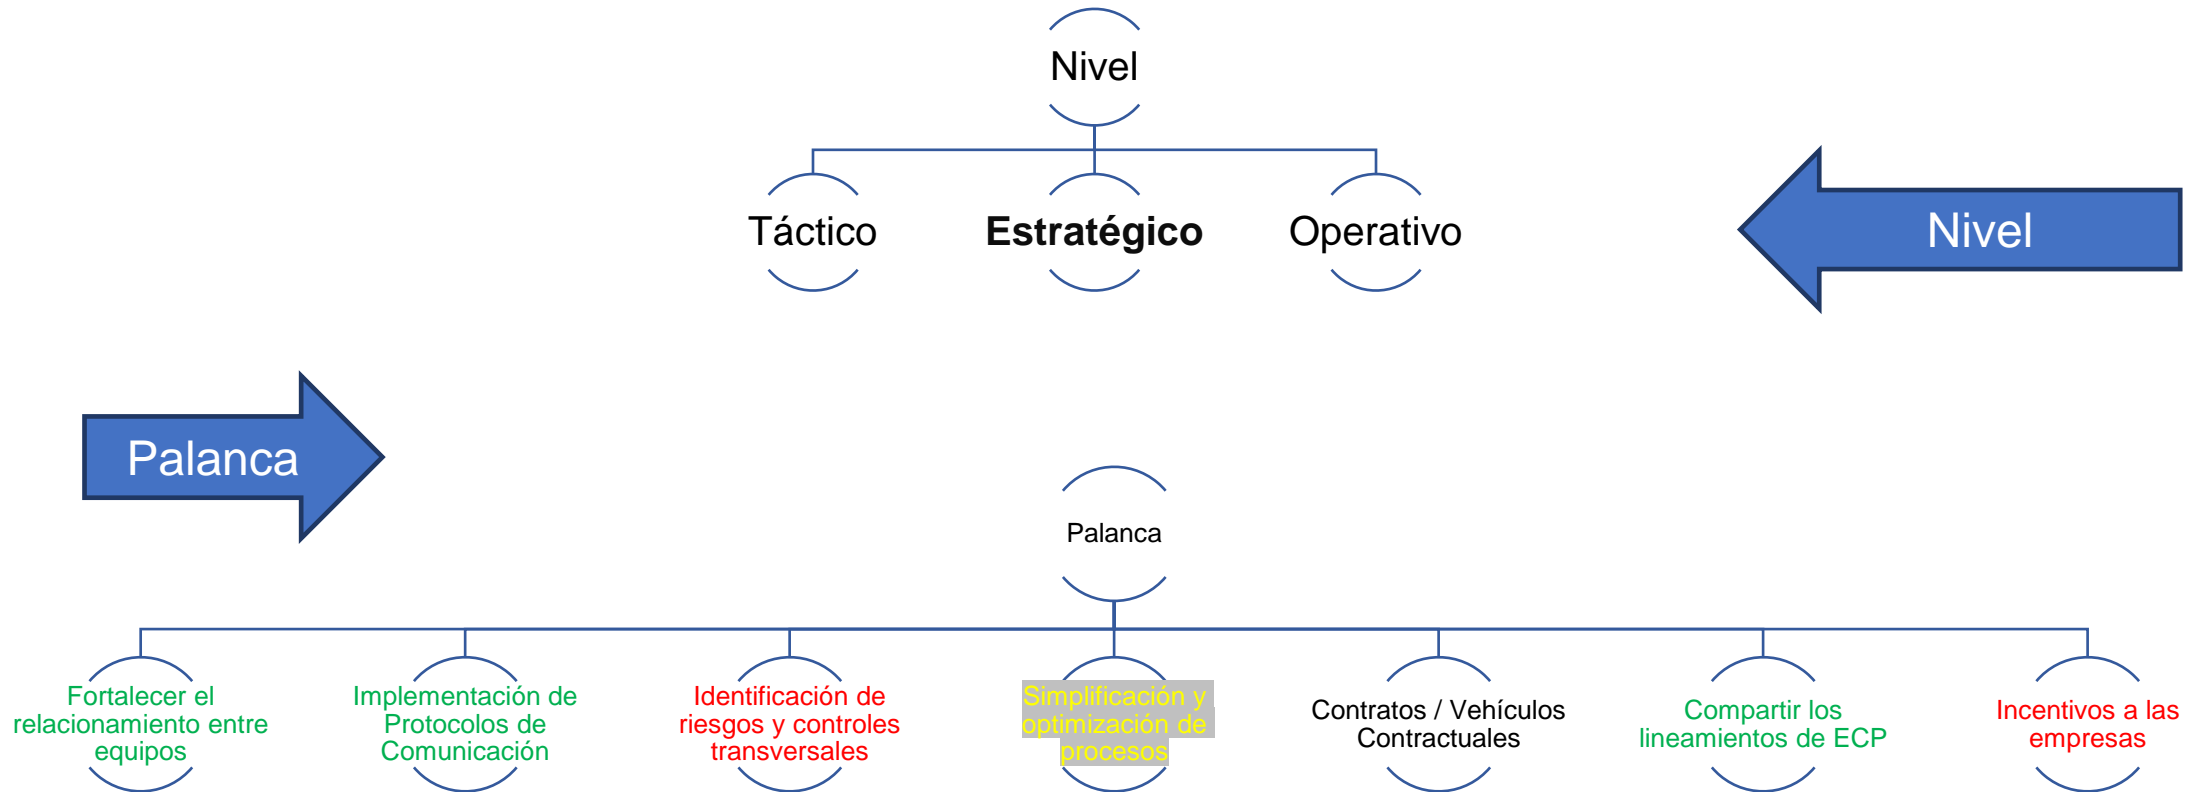 Nivel
Táctico
Estratégico
Operativo
Nivel
Palanca
Palanca
Fortalecer el
relacionamiento entre
equipos
Implementación de
Protocolos de
Comunicación
Identificación de
riesgos y controles
transversales
Simplificación y
optimización de
procesos
Contratos / Vehículos
Contractuales
Compartir los
lineamientos de ECP
Incentivos a las
empresas